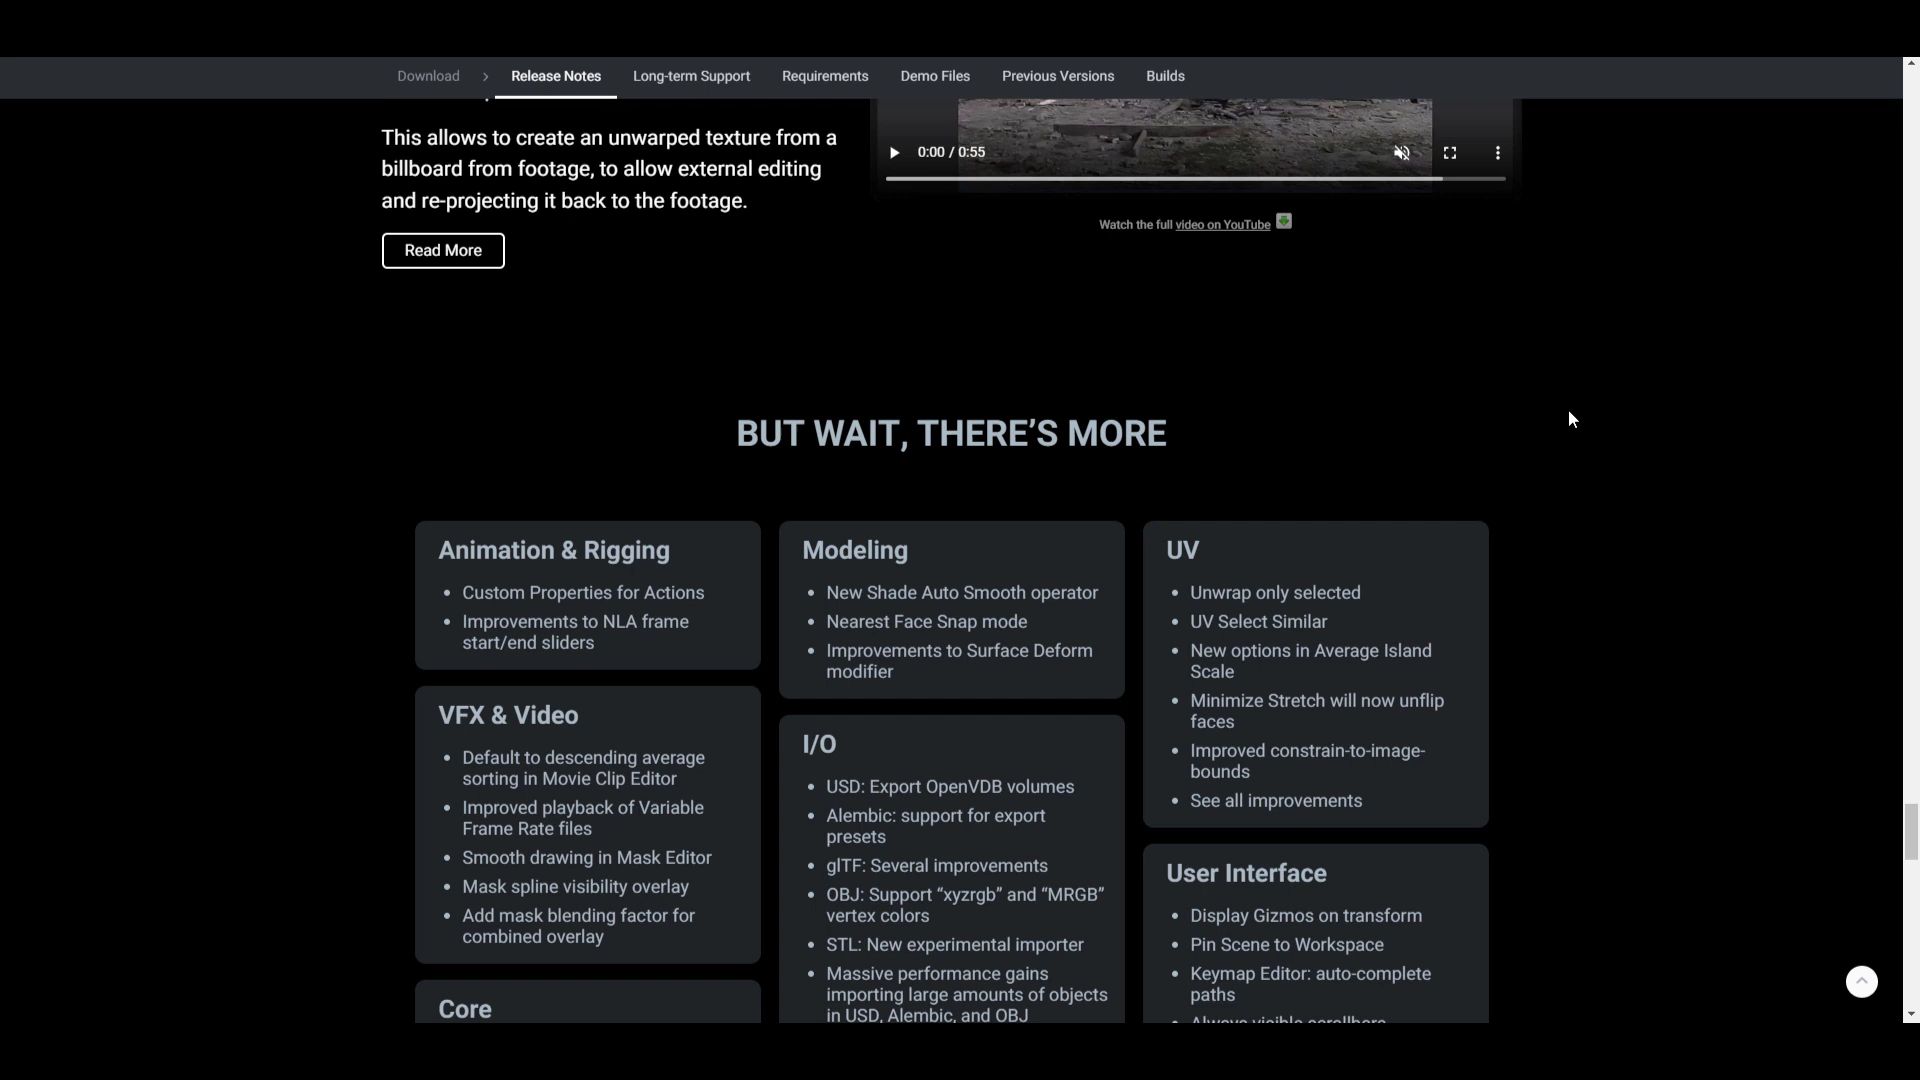 Download > Release Notes Long-term Support Requirements Demo Files Previous Versions Builds
This allows to create an unwarped texture from a
billboard from footage, to allow external editing
and re-projecting it back to the footage.
Read More
0:00 / 0:55
Watch the full video on YouTube
BUT WAIT, THERE’S MORE
Animation & Rigging
• Custom Properties for Actions
• Improvements to NLA frame
start/end sliders
VFX & Video
• Default to descending average
sorting in Movie Clip Editor
• Improved playback of Variable
Frame Rate files
• Smooth drawing in Mask Editor
• Mask spline visibility overlay
• Add mask blending factor for
combined overlay
Core
Modeling
• New Shade Auto Smooth operator
• Nearest Face Snap mode
• Improvements to Surface Deform
modifier
I/O
• USD: Export OpenVDB volumes
• Alembic: support for export
presets
• glTF: Several improvements
• OBJ: Support “xyzrgb” and “MRGB”
vertex colors
• STL: New experimental importer
• Massive performance gains
importing large amounts of objects
in USD, Alembic, and OBJ
UV
• Unwrap only selected
• UV Select Similar
• New options in Average Island
Scale
• Minimize Stretch will now unflip
faces
• Improved constrain-to-image-
bounds
• See all improvements
User Interface
• Display Gizmos on transform
• Pin Scene to Workspace
• Keymap Editor: auto-complete
paths
• Always visible scrollbars